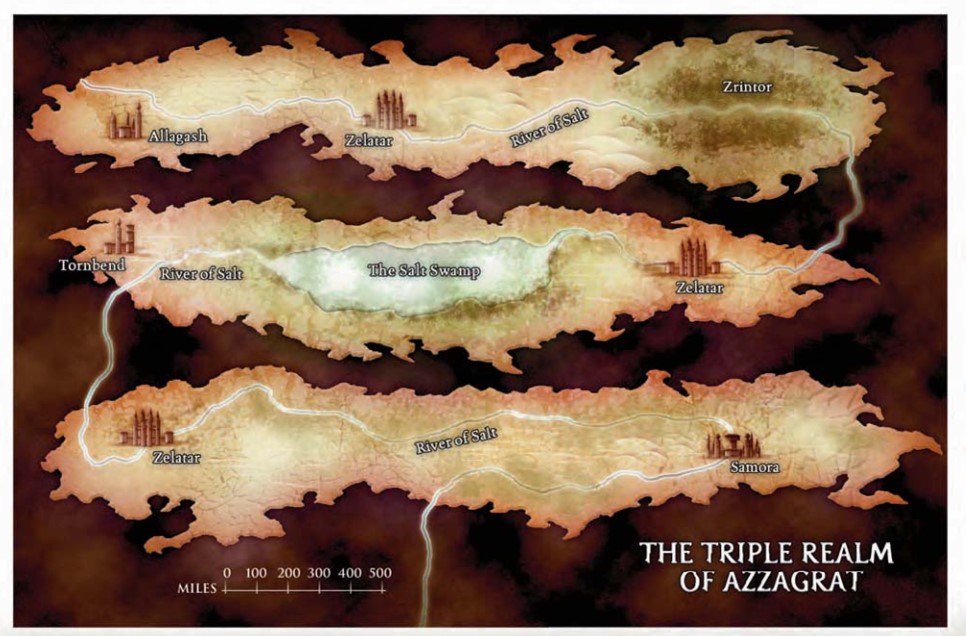 Zrintor
Allagash
Zelatar
River of Salt
Tornbend
River of Salt
The Salt Swamp
Zelatar
Zelatar
River of Salt
Samora
THE TRIPLE REALM
OF AZZAGRAT
0 100 200 300 400 500
MILES